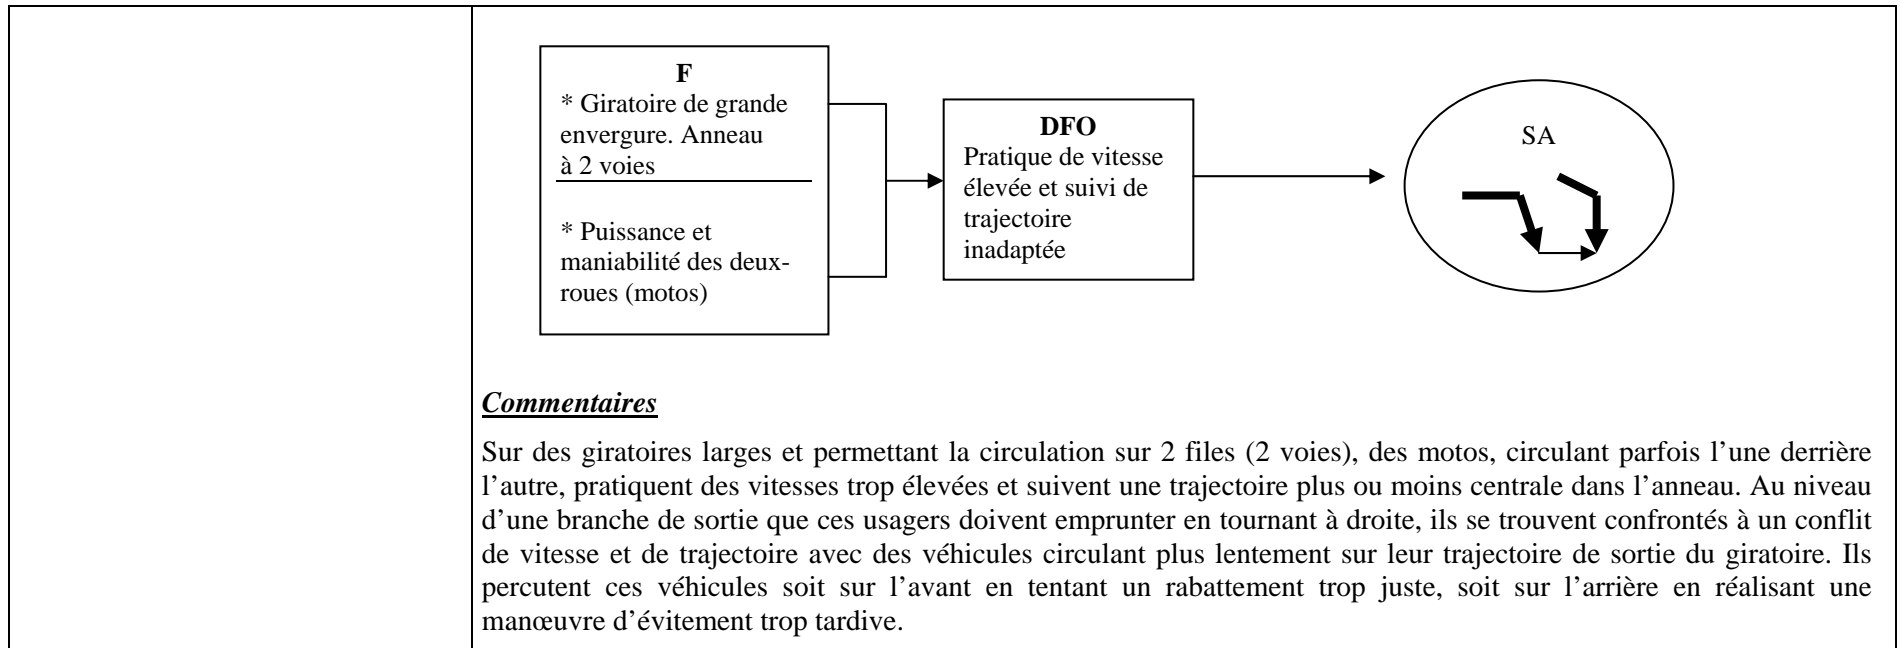 F
* Giratoire de grande
envergure. Anneau
à 2 voies
* Puissance et
maniabilité des deux-
roues (motos)
DFO
Pratique de vitesse
élevée et suivi de
trajectoire
inadaptée
SA
Commentaires
Sur des giratoires larges et permettant la circulation sur 2 files (2 voies), des motos, circulant parfois l’une derrière
l’autre, pratiquent des vitesses trop élevées et suivent une trajectoire plus ou moins centrale dans l’anneau. Au niveau
d’une branche de sortie que ces usagers doivent emprunter en tournant à droite, ils se trouvent confrontés à un conflit
de vitesse et de trajectoire avec des véhicules circulant plus lentement sur leur trajectoire de sortie du giratoire. Ils
percutent ces véhicules soit sur l’avant en tentant un rabattement trop juste, soit sur l’arrière en réalisant une
manœuvre d’évitement trop tardive.